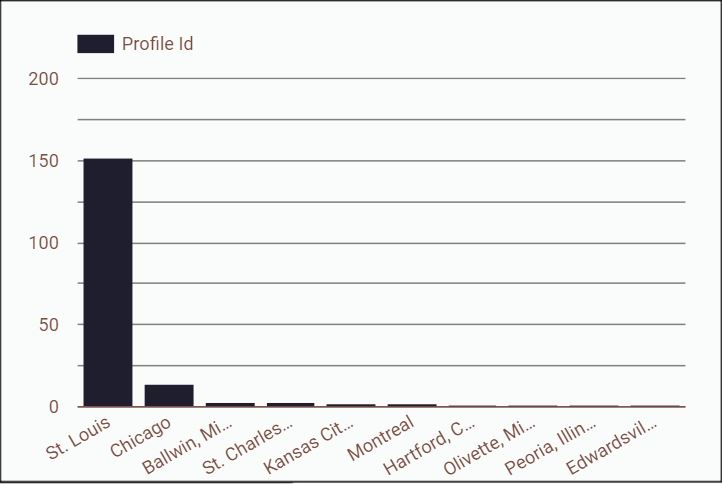 Profile Id
200
150
100
50
0
St. Louis
Chicago
Ballwin, Mi...
St. Charles...
Kansas Cit...
Montreal
Hartford, C...
Olivette, Mi...
Peoria, Illin...
Edwardsvil...